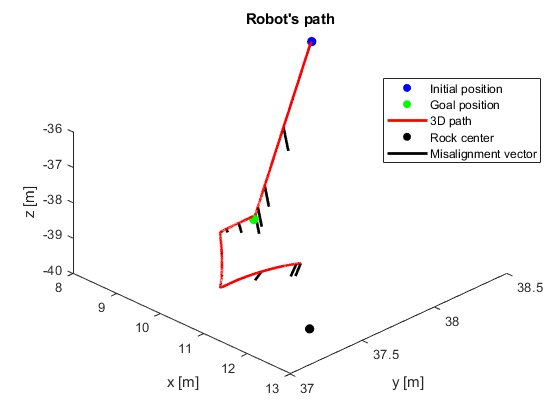 Robot's path
Initial position
Goal position
3D path
Rock center
Misalignment vector
-36
-37
-38
-39
-40
z [m]
8
9
10
11
12
13
x [m]
37
37.5
38
38.5
y [m]